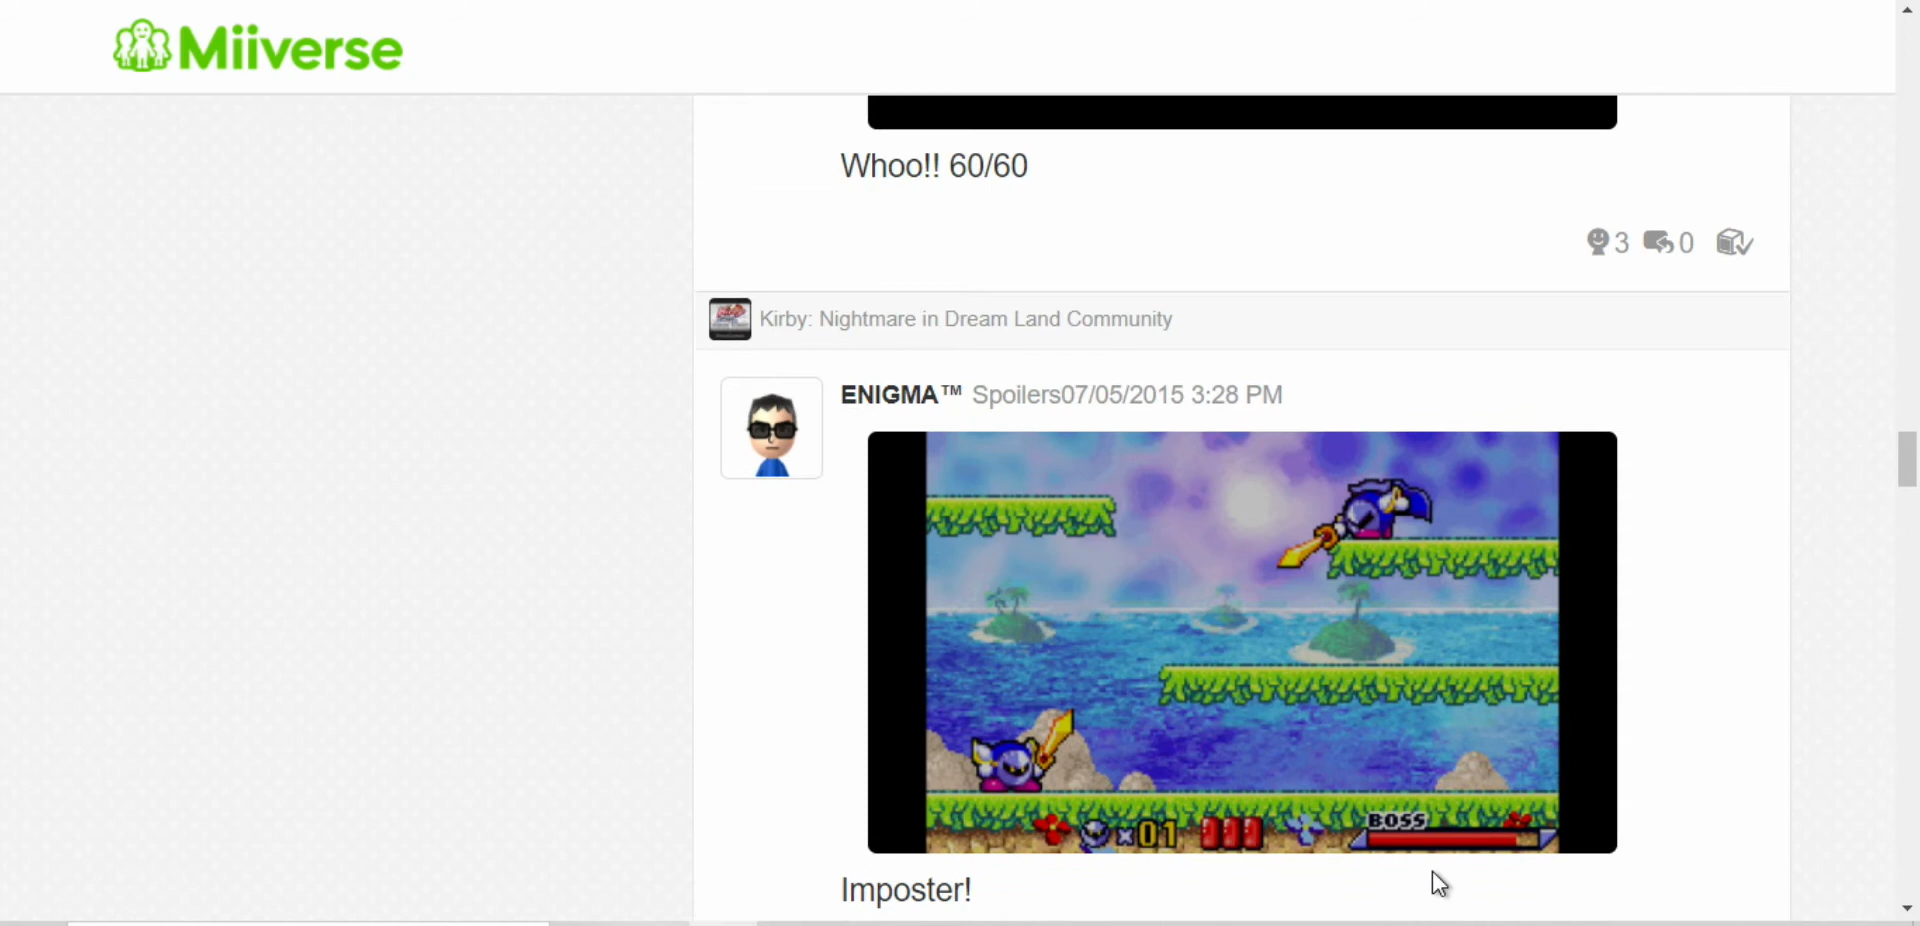 Miiverse
Whoo!! 60/60
3 0
Kirby: Nightmare in Dream Land Community
ENIGMA™ Spoilers07/05/2015 3:28 PM
×01
BOSS
Imposter!